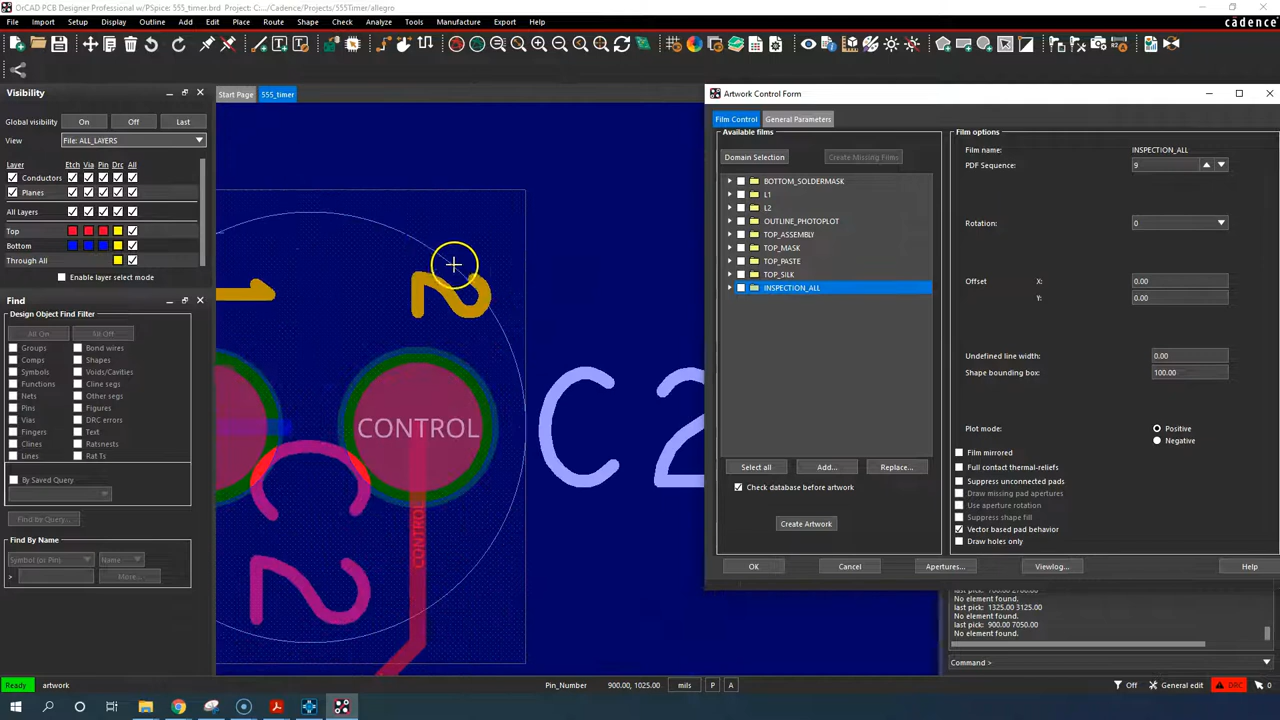 OrCAD PCB Designer Professional w/PSpice: 555_timer.brd Project: C:.../Cadence/Projects/555Timer/allegro
File Import Setup Display Outline Add Edit Place Route Shape Check Analyze Tools Manufacture Export Help
cadence
Visibility
Global visibility On Off Last
View File: ALL_LAYERS
Layer Etch Via Pin Drc All
Conductors
Planes
All Layers
Top
Bottom
Through All
Enable layer select mode
Find
Design Object Find Filter
All On All Off
Groups Bond wires
Comps Shapes
Symbols Voids/Cavities
Functions Cline segs
Nets Other segs
Pins Figures
Vias DRC errors
Fingers Text
Clines Ratsnests
Lines Rat Ts
By Saved Query
Find By Query...
Find By Name
Symbol (or Pin) Name
> More...
Start Page 555_timer
1 2
CONTROL
C2
C2
CONTROL
Artwork Control Form
Film Control General Parameters
Available films
Domain Selection Create Missing Films
BOTTOM_SOLDERMASK
L1
L2
OUTLINE_PHOTOPLOT
TOP_ASSEMBLY
TOP_MASK
TOP_PASTE
TOP_SILK
INSPECTION_ALL
Select all Add... Replace...
Check database before artwork
Create Artwork
Film options
Film name: INSPECTION_ALL
PDF Sequence: 9
Rotation: 0
Offset X: 0.00
Y: 0.00
Undefined line width: 0.00
Shape bounding box: 100.00
Plot mode: Positive
Negative
Film mirrored
Full contact thermal-reliefs
Suppress unconnected pads
Draw missing pad apertures
Use aperture rotation
Suppress shape fill
Vector based pad behavior
Draw holes only
OK Cancel Apertures... Viewlog... Help
No element found.
last pick: 1325.00 3125.00
No element found.
last pick: 900.00 7050.00
No element found.
Command >
Ready artwork Pin_Number 900.00, 1025.00 mils P A Off General edit DRC 0